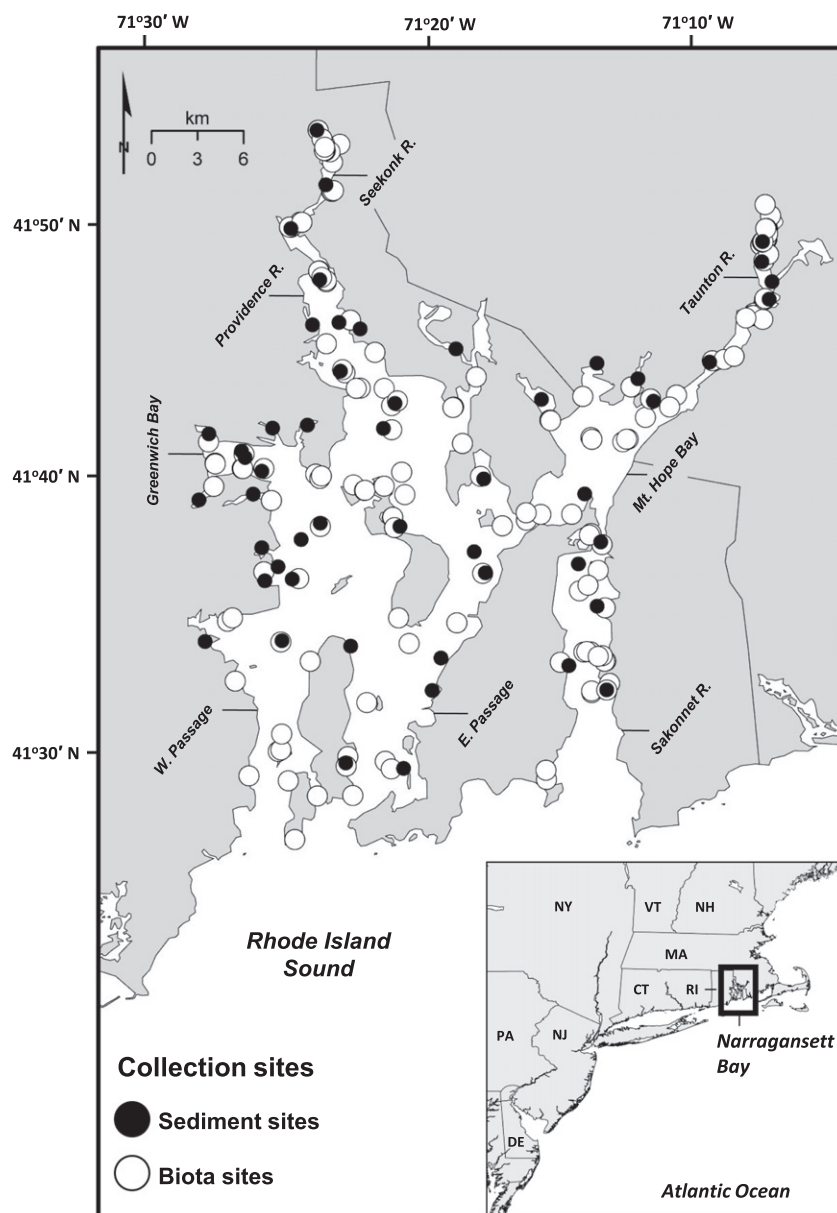 71°30′ W 71°20′ W 71°10′ W
km
N
0 3 6
Seekonk R.
41°50′ N
Taunton R.
Providence R.
Greenwich Bay
41°40′ N
Mt. Hope Bay
W. Passage
E. Passage
Sakonnet R.
41°30′ N
Rhode Island
Sound
NY
VT
NH
MA
CT
RI
PA
NJ
Narragansett
Bay
DE
Atlantic Ocean
Collection sites
Sediment sites
Biota sites